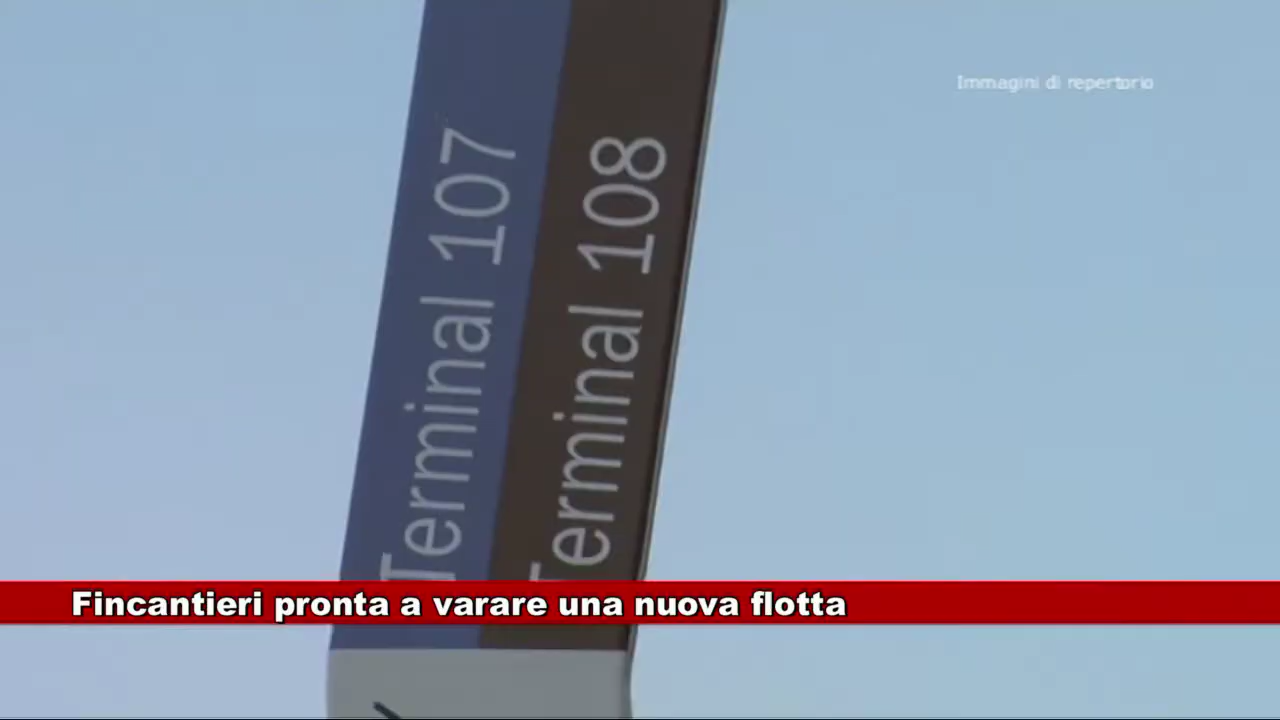 Immagini di repertorio
Terminal 107
Terminal 108
Fincantieri pronta a varare una nuova flotta